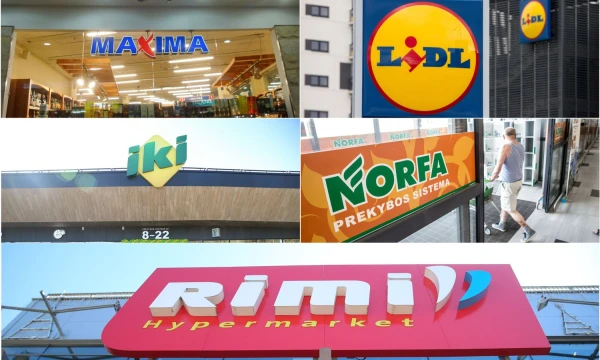 MAXIMA
LIDL
LIDL
iki
8-22
NORFA
PREKYBOS SISTEMA
Rimi
Hypermarket